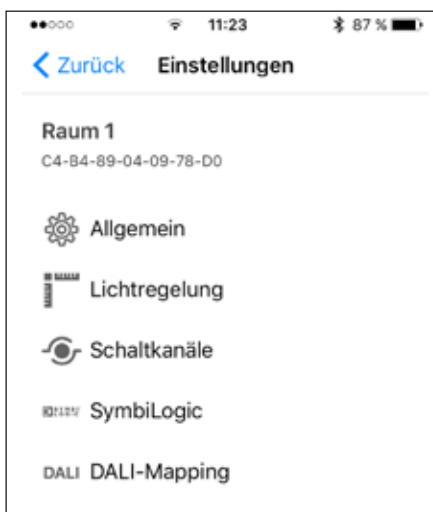 11:23 87 %
Zurück Einstellungen
Raum 1
C4-B4-89-04-09-78-D0
Allgemein
Lichtregelung
Schaltkanäle
SymbiLogic
DALI DALI-Mapping